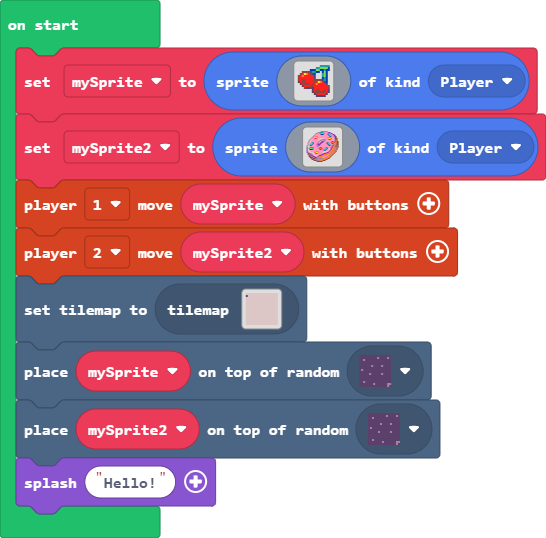 on start
set mySprite to sprite of kind Player
set mySprite2 to sprite of kind Player
player 1 move mySprite with buttons
player 2 move mySprite2 with buttons
set tilemap to tilemap
place mySprite on top of random
place mySprite2 on top of random
splash "Hello!"